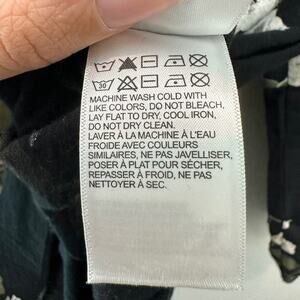 30
MACHINE WASH COLD WITH
LIKE COLORS, DO NOT BLEACH,
LAY FLAT TO DRY, COOL IRON,
DO NOT DRY CLEAN.
LAVER À LA MACHINE À L'EAU
FROIDE AVEC COULEURS
SIMILAIRES, NE PAS JAVELLISER,
POSER À PLAT POUR SÉCHER,
REPASSER À FROID, NE PAS
NETTOYER À SEC.